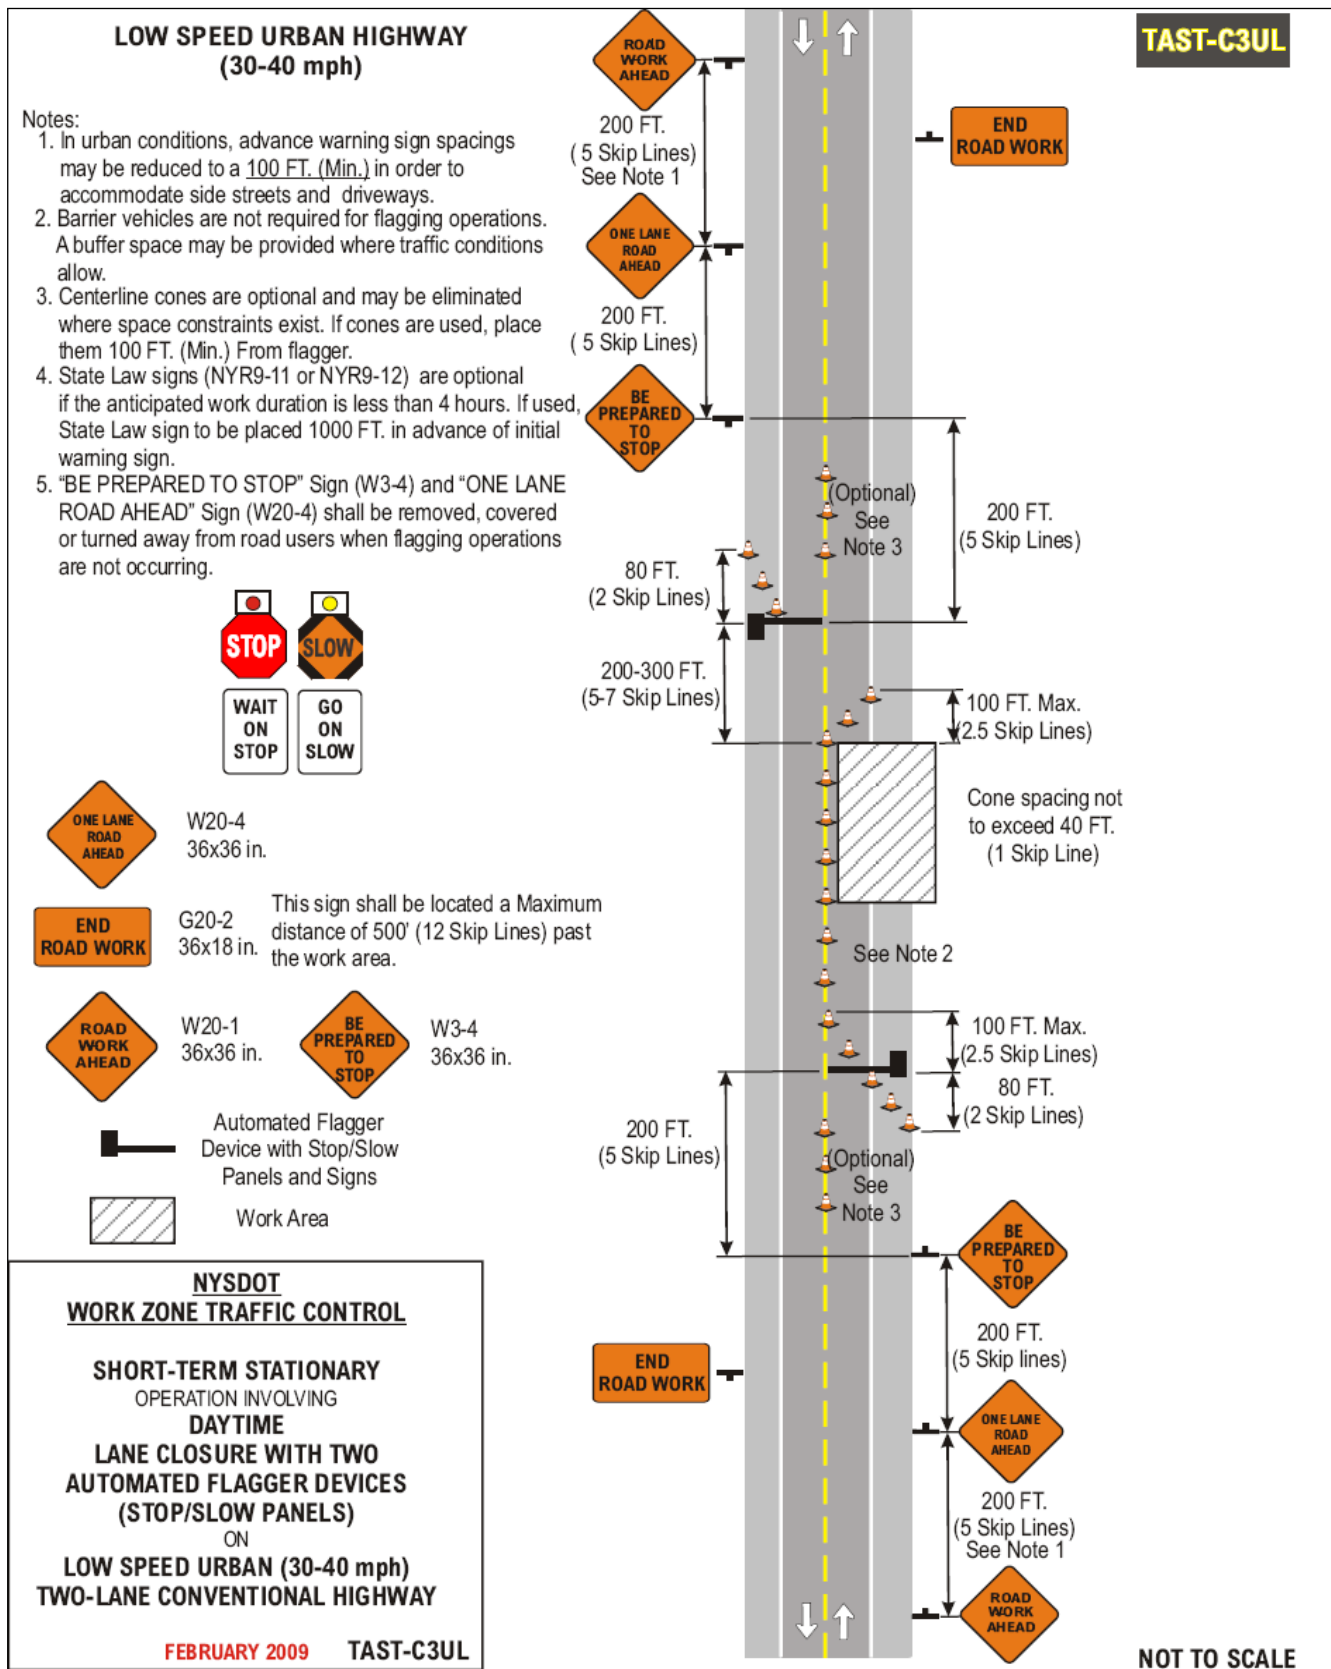 LOW SPEED URBAN HIGHWAY
(30-40 mph)
TAST-C3UL
Notes:
1. In urban conditions, advance warning sign spacings
may be reduced to a 100 FT. (Min.) in order to
accommodate side streets and driveways.
2. Barrier vehicles are not required for flagging operations.
A buffer space may be provided where traffic conditions
allow.
3. Centerline cones are optional and may be eliminated
where space constraints exist. If cones are used, place
them 100 FT. (Min.) From flagger.
4. State Law signs (NYR9-11 or NYR9-12) are optional
if the anticipated work duration is less than 4 hours. If used,
State Law sign to be placed 1000 FT. in advance of initial
warning sign.
5. “BE PREPARED TO STOP” Sign (W3-4) and “ONE LANE
ROAD AHEAD” Sign (W20-4) shall be removed, covered
or turned away from road users when flagging operations
are not occurring.
STOP
SLOW
WAIT
ON
STOP
GO
ON
SLOW
ONE LANE
ROAD
AHEAD
W20-4
36x36 in.
END
ROAD WORK
G20-2
36x18 in.
This sign shall be located a Maximum
distance of 500' (12 Skip Lines) past
the work area.
ROAD
WORK
AHEAD
W20-1
36x36 in.
BE
PREPARED
TO
STOP
W3-4
36x36 in.
Automated Flagger
Device with Stop/Slow
Panels and Signs
Work Area
NYSDOT
WORK ZONE TRAFFIC CONTROL
SHORT-TERM STATIONARY
OPERATION INVOLVING
DAYTIME
LANE CLOSURE WITH TWO
AUTOMATED FLAGGER DEVICES
(STOP/SLOW PANELS)
ON
LOW SPEED URBAN (30-40 mph)
TWO-LANE CONVENTIONAL HIGHWAY
FEBRUARY 2009 TAST-C3UL
ROAD
WORK
AHEAD
200 FT.
( 5 Skip Lines)
See Note 1
END
ROAD WORK
ONE LANE
ROAD
AHEAD
200 FT.
( 5 Skip Lines)
BE
PREPARED
TO
STOP
(Optional)
See
Note 3
200 FT.
(5 Skip Lines)
80 FT.
(2 Skip Lines)
200-300 FT.
(5-7 Skip Lines)
100 FT. Max.
(2.5 Skip Lines)
Cone spacing not
to exceed 40 FT.
(1 Skip Line)
See Note 2
100 FT. Max.
(2.5 Skip Lines)
80 FT.
(2 Skip Lines)
200 FT.
(5 Skip Lines)
(Optional)
See
Note 3
BE
PREPARED
TO
STOP
200 FT.
(5 Skip lines)
END
ROAD WORK
ONE LANE
ROAD
AHEAD
200 FT.
(5 Skip Lines)
See Note 1
ROAD
WORK
AHEAD
NOT TO SCALE